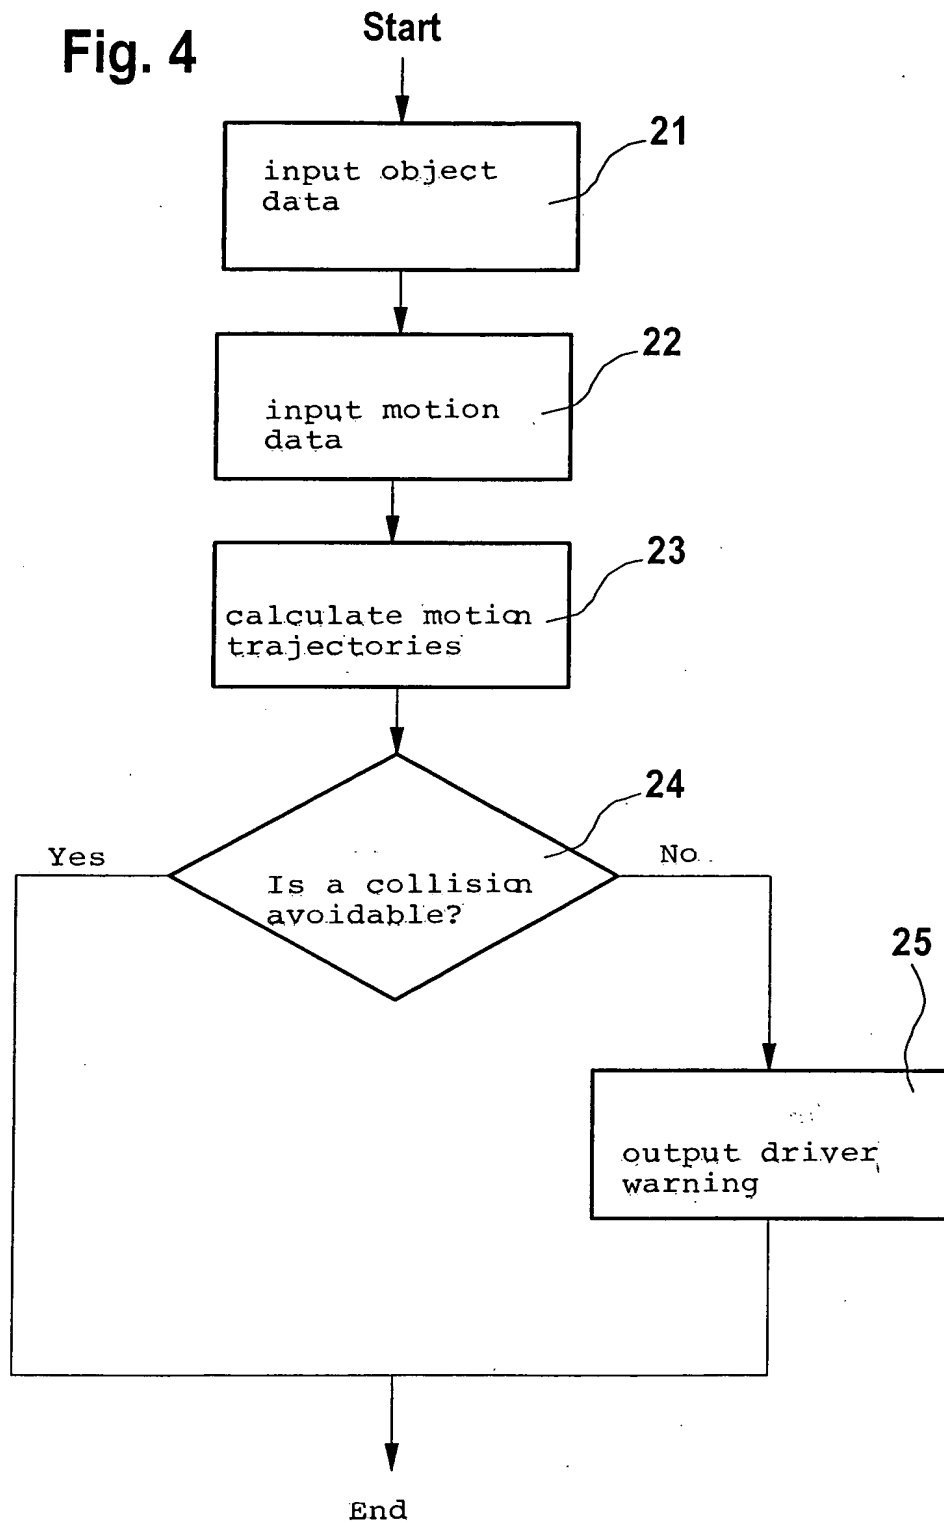 Fig. 4
Start
21
input object
data
22
input motion
data
23
calculate motion
trajectories
24
Yes
No
Is a collision
avoidable?
25
output driver
warning
End